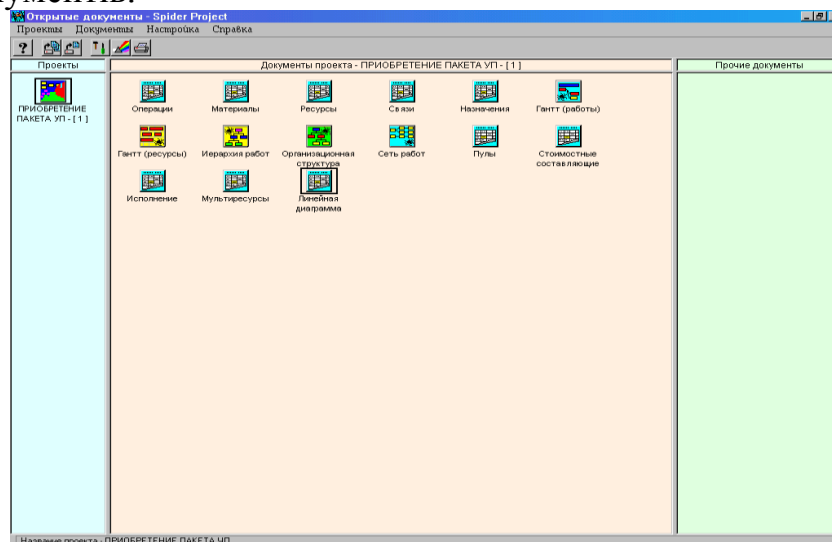 ументів.
Открытые документы - Spider Project
Проекты Документы Настройка Справка
Проекты
Документы проекта - ПРИОБРЕТЕНИЕ ПАКЕТА УП - [ 1 ]
Прочие документы
ПРИОБРЕТЕНИЕ
ПАКЕТА УП - [ 1 ]
Операции Материалы Ресурсы Связи Назначения Гантт (работы)
Гантт (ресурсы) Иерархия работ Организационная структура Сеть работ Пулы Стоимостные составляющие
Исполнение Мультиресурсы Линейная диаграмма
Название проекта - ПРИОБРЕТЕНИЕ ПАКЕТА УП